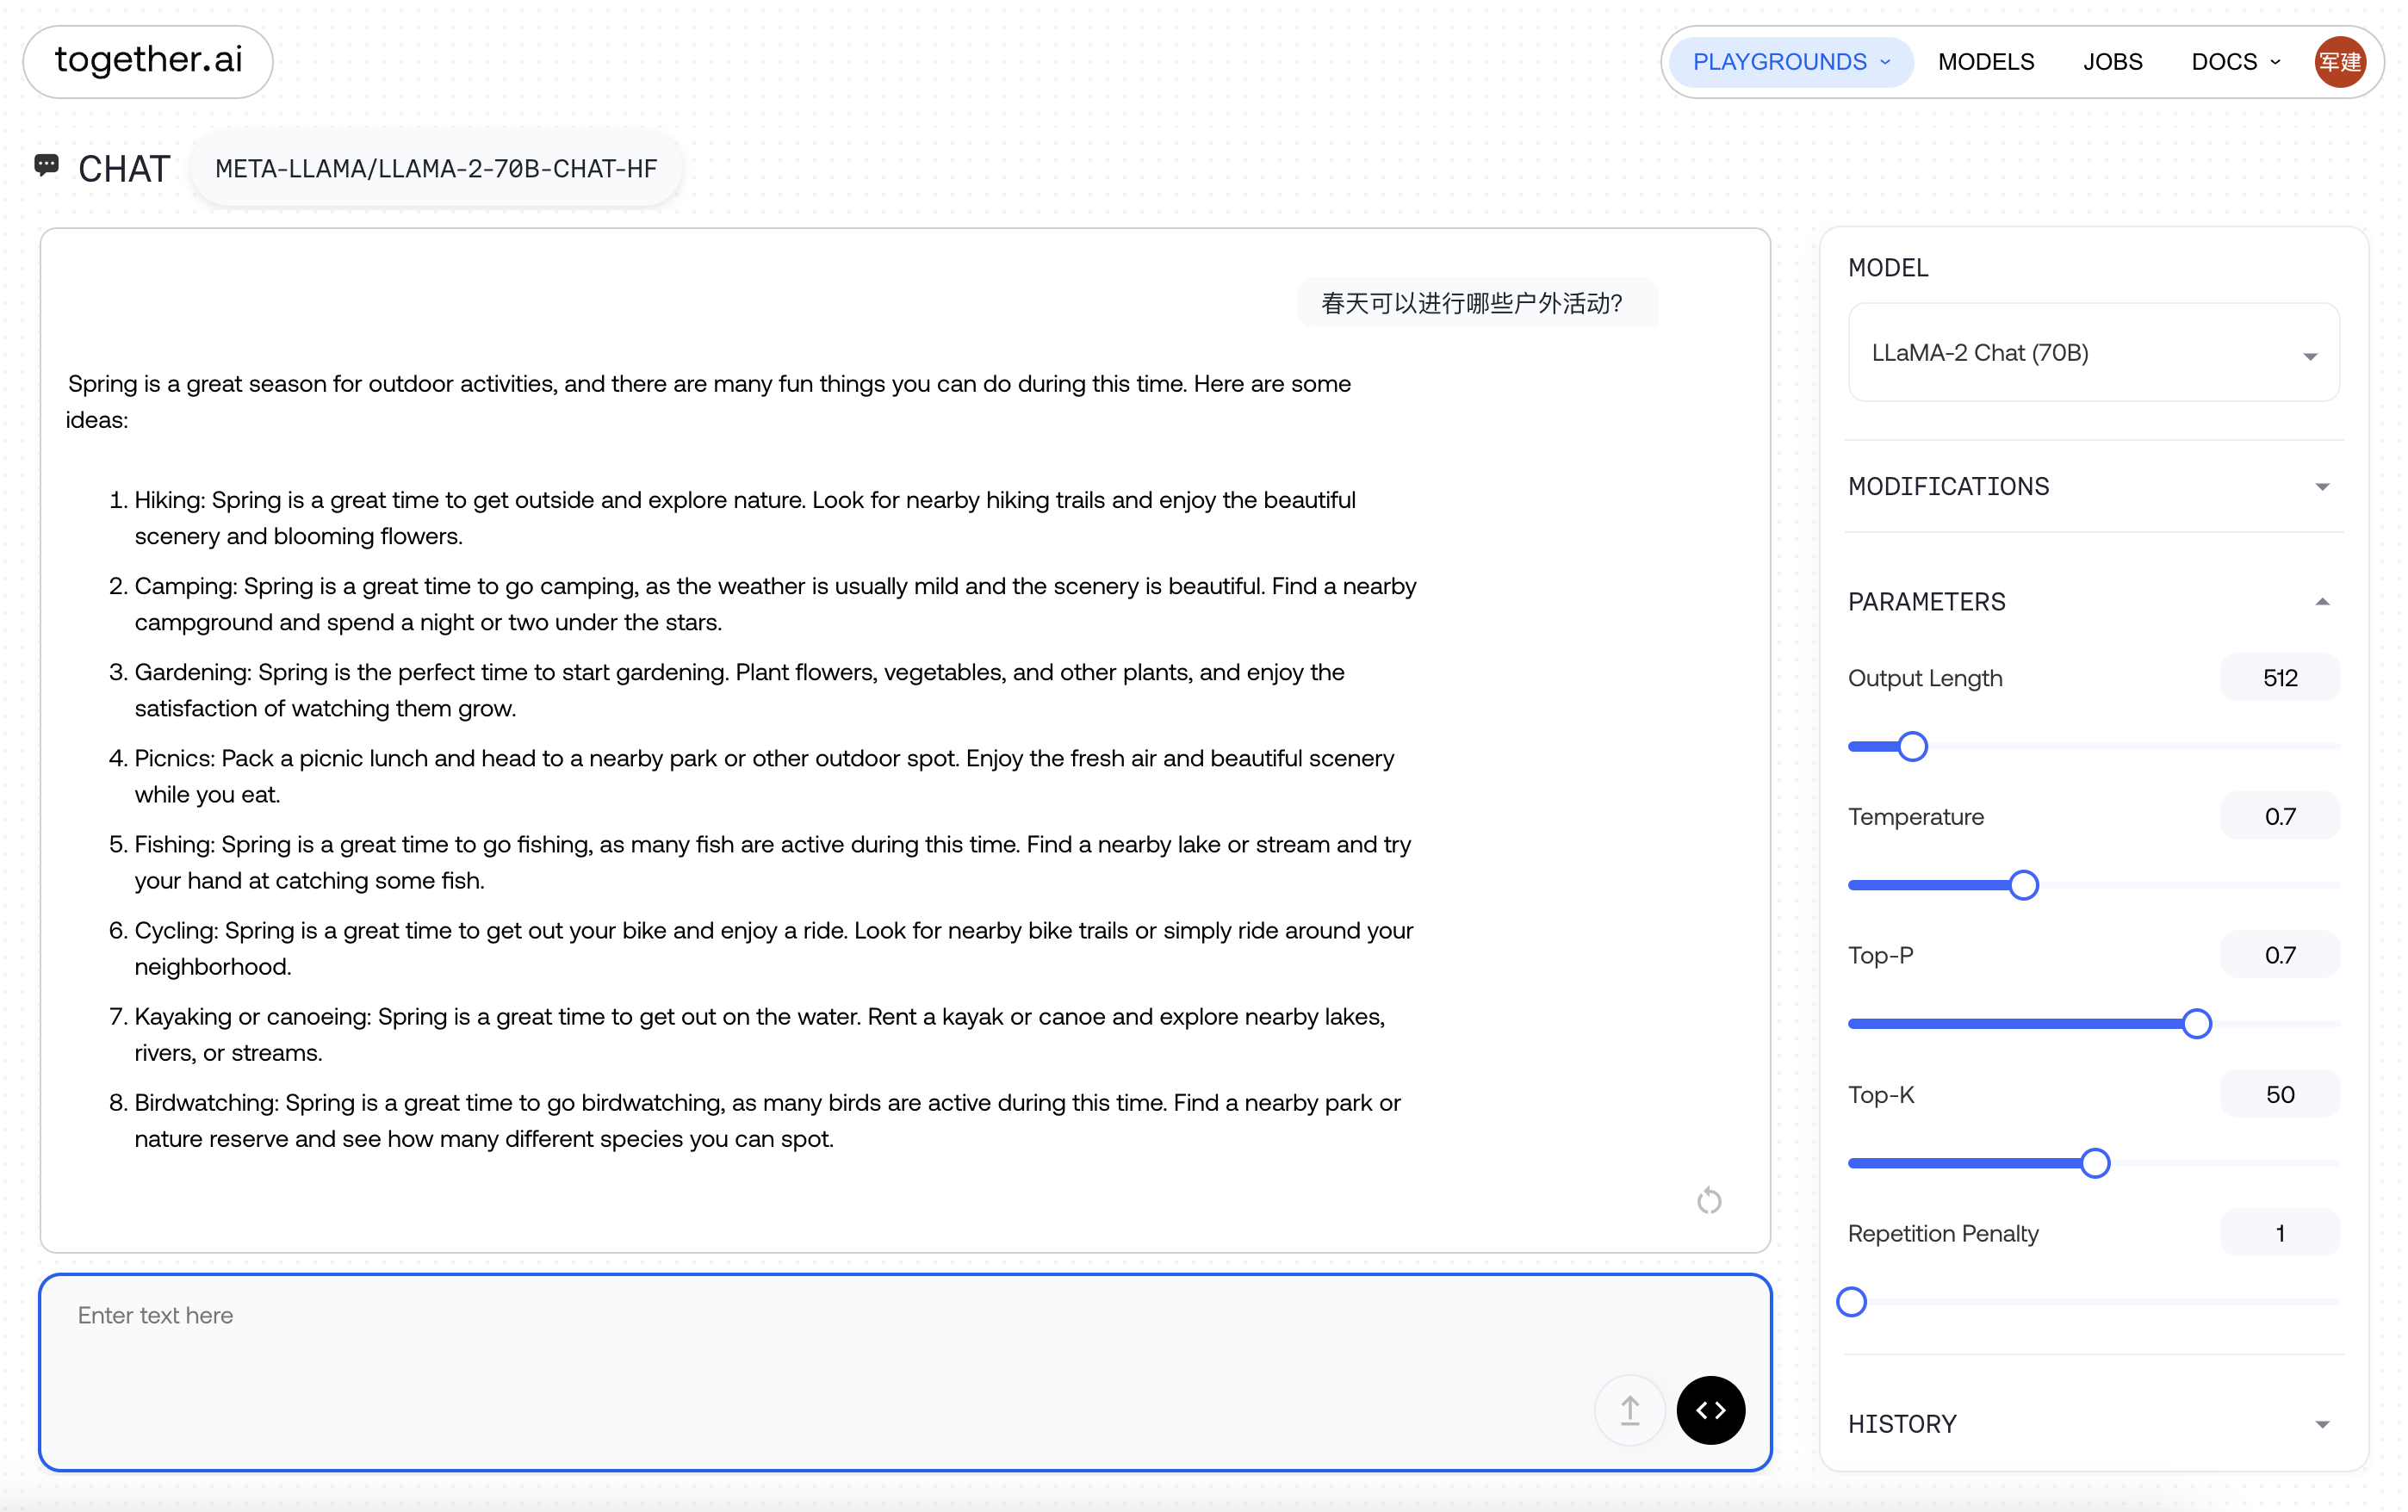 together.ai
PLAYGROUNDS
MODELS
JOBS
DOCS
军建
CHAT
META-LLAMA/LLAMA-2-70B-CHAT-HF
春天可以进行哪些户外活动?
Spring is a great season for outdoor activities, and there are many fun things you can do during this time. Here are some
ideas:
1. Hiking: Spring is a great time to get outside and explore nature. Look for nearby hiking trails and enjoy the beautiful
scenery and blooming flowers.
2. Camping: Spring is a great time to go camping, as the weather is usually mild and the scenery is beautiful. Find a nearby
campground and spend a night or two under the stars.
3. Gardening: Spring is the perfect time to start gardening. Plant flowers, vegetables, and other plants, and enjoy the
satisfaction of watching them grow.
4. Picnics: Pack a picnic lunch and head to a nearby park or other outdoor spot. Enjoy the fresh air and beautiful scenery
while you eat.
5. Fishing: Spring is a great time to go fishing, as many fish are active during this time. Find a nearby lake or stream and try
your hand at catching some fish.
6. Cycling: Spring is a great time to get out your bike and enjoy a ride. Look for nearby bike trails or simply ride around your
neighborhood.
7. Kayaking or canoeing: Spring is a great time to get out on the water. Rent a kayak or canoe and explore nearby lakes,
rivers, or streams.
8. Birdwatching: Spring is a great time to go birdwatching, as many birds are active during this time. Find a nearby park or
nature reserve and see how many different species you can spot.
Enter text here
MODEL
LLaMA-2 Chat (70B)
MODIFICATIONS
PARAMETERS
Output Length 512
Temperature 0.7
Top-P 0.7
Top-K 50
Repetition Penalty 1
HISTORY